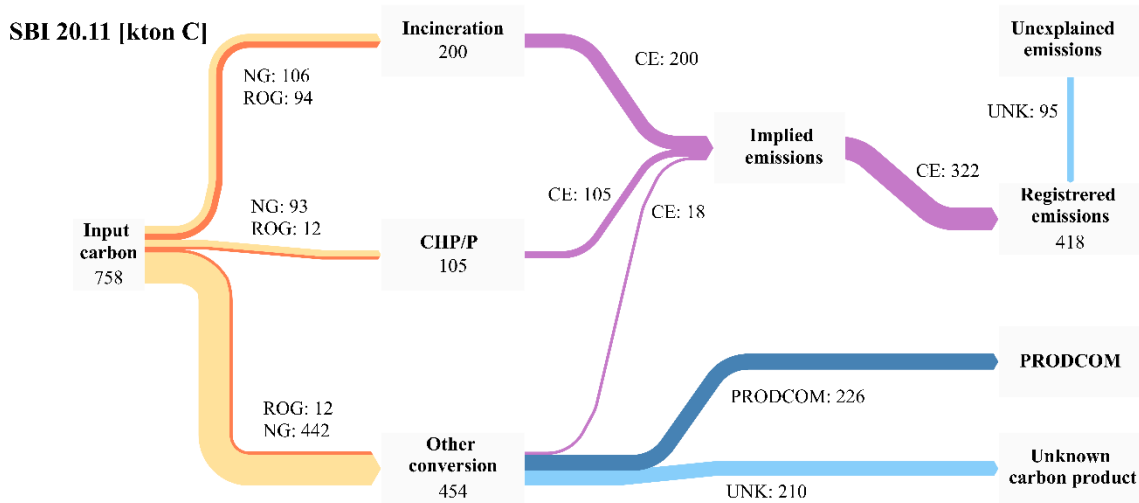 SBI 20.11 [kton C]
Incineration
200
NG: 106
ROG: 94
CE: 200
Unexplained
emissions
UNK: 95
Implied
emissions
CE: 322
Registrered
emissions
418
Input
carbon
758
NG: 93
ROG: 12
CHP/P
105
CE: 105
CE: 18
ROG: 12
NG: 442
Other
conversion
454
PRODCOM: 226
PRODCOM
UNK: 210
Unknown
carbon product